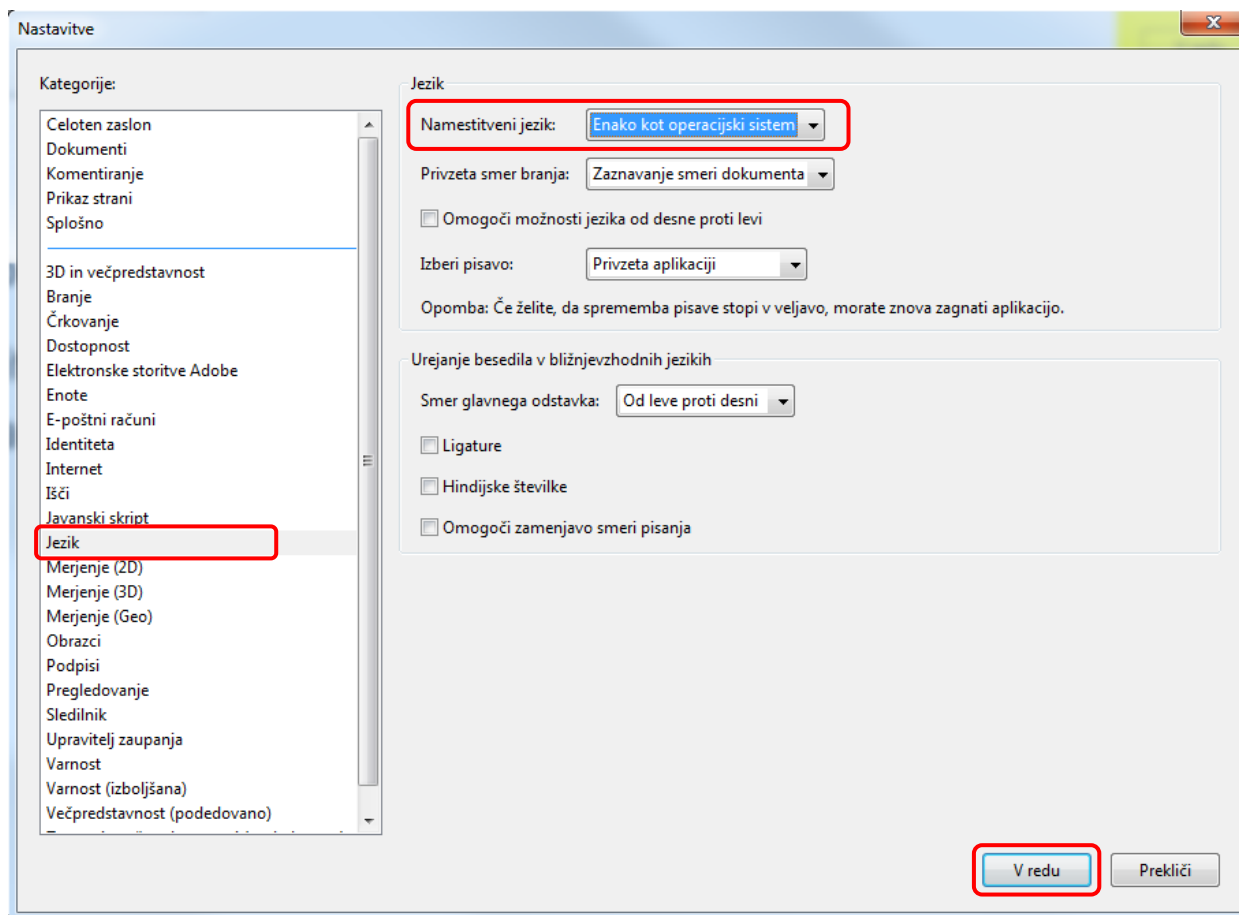 Nastavitve
Kategorije:
Celoten zaslon
Dokumenti
Komentiranje
Prikaz strani
Splošno
3D in večpredstavnost
Branje
Črkovanje
Dostopnost
Elektronske storitve Adobe
Enote
E-poštni računi
Identiteta
Internet
Išči
Javanski skript
Jezik
Merjenje (2D)
Merjenje (3D)
Merjenje (Geo)
Obrazci
Podpisi
Pregledovanje
Sledilnik
Upravitelj zaupanja
Varnost
Varnost (izboljšana)
Večpredstavnost (podedovano)
Jezik
Namestitveni jezik: Enako kot operacijski sistem
Privzeta smer branja: Zaznavanje smeri dokumenta
Omogoči možnosti jezika od desne proti levi
Izberi pisavo: Privzeta aplikaciji
Opomba: Če želite, da sprememba pisave stopi v veljavo, morate znova zagnati aplikacijo.
Urejanje besedila v bližnjevzhodnih jezikih
Smer glavnega odstavka: Od leve proti desni
Ligature
Hindijske številke
Omogoči zamenjavo smeri pisanja
V redu
Prekliči